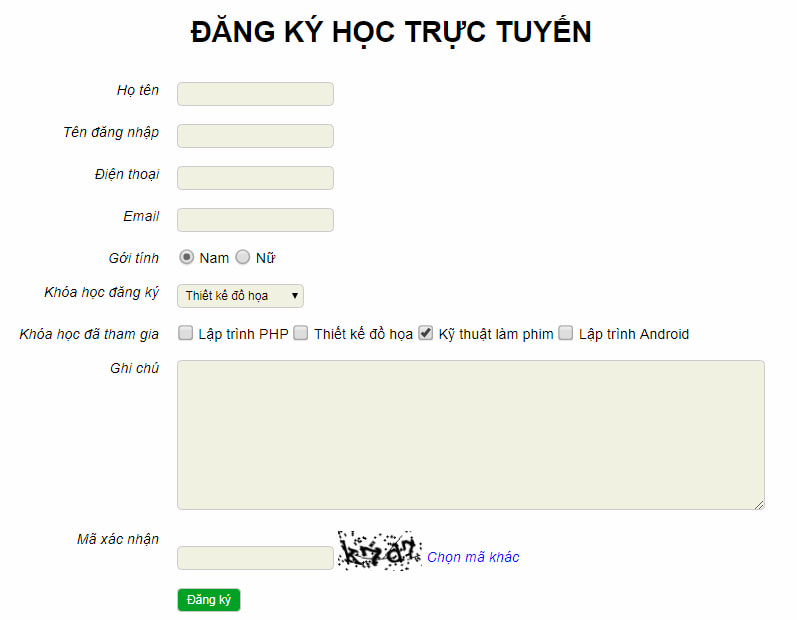 ĐĂNG KÝ HỌC TRỰC TUYẾN
Họ tên
Tên đăng nhập
Điện thoại
Email
Gới tính Nam Nữ
Khóa học đăng ký Thiết kế đồ họa
Khóa học đã tham gia Lập trình PHP Thiết kế đồ họa Kỹ thuật làm phim Lập trình Android
Ghi chú
Mã xác nhận
k7d7 Chọn mã khác
Đăng ký